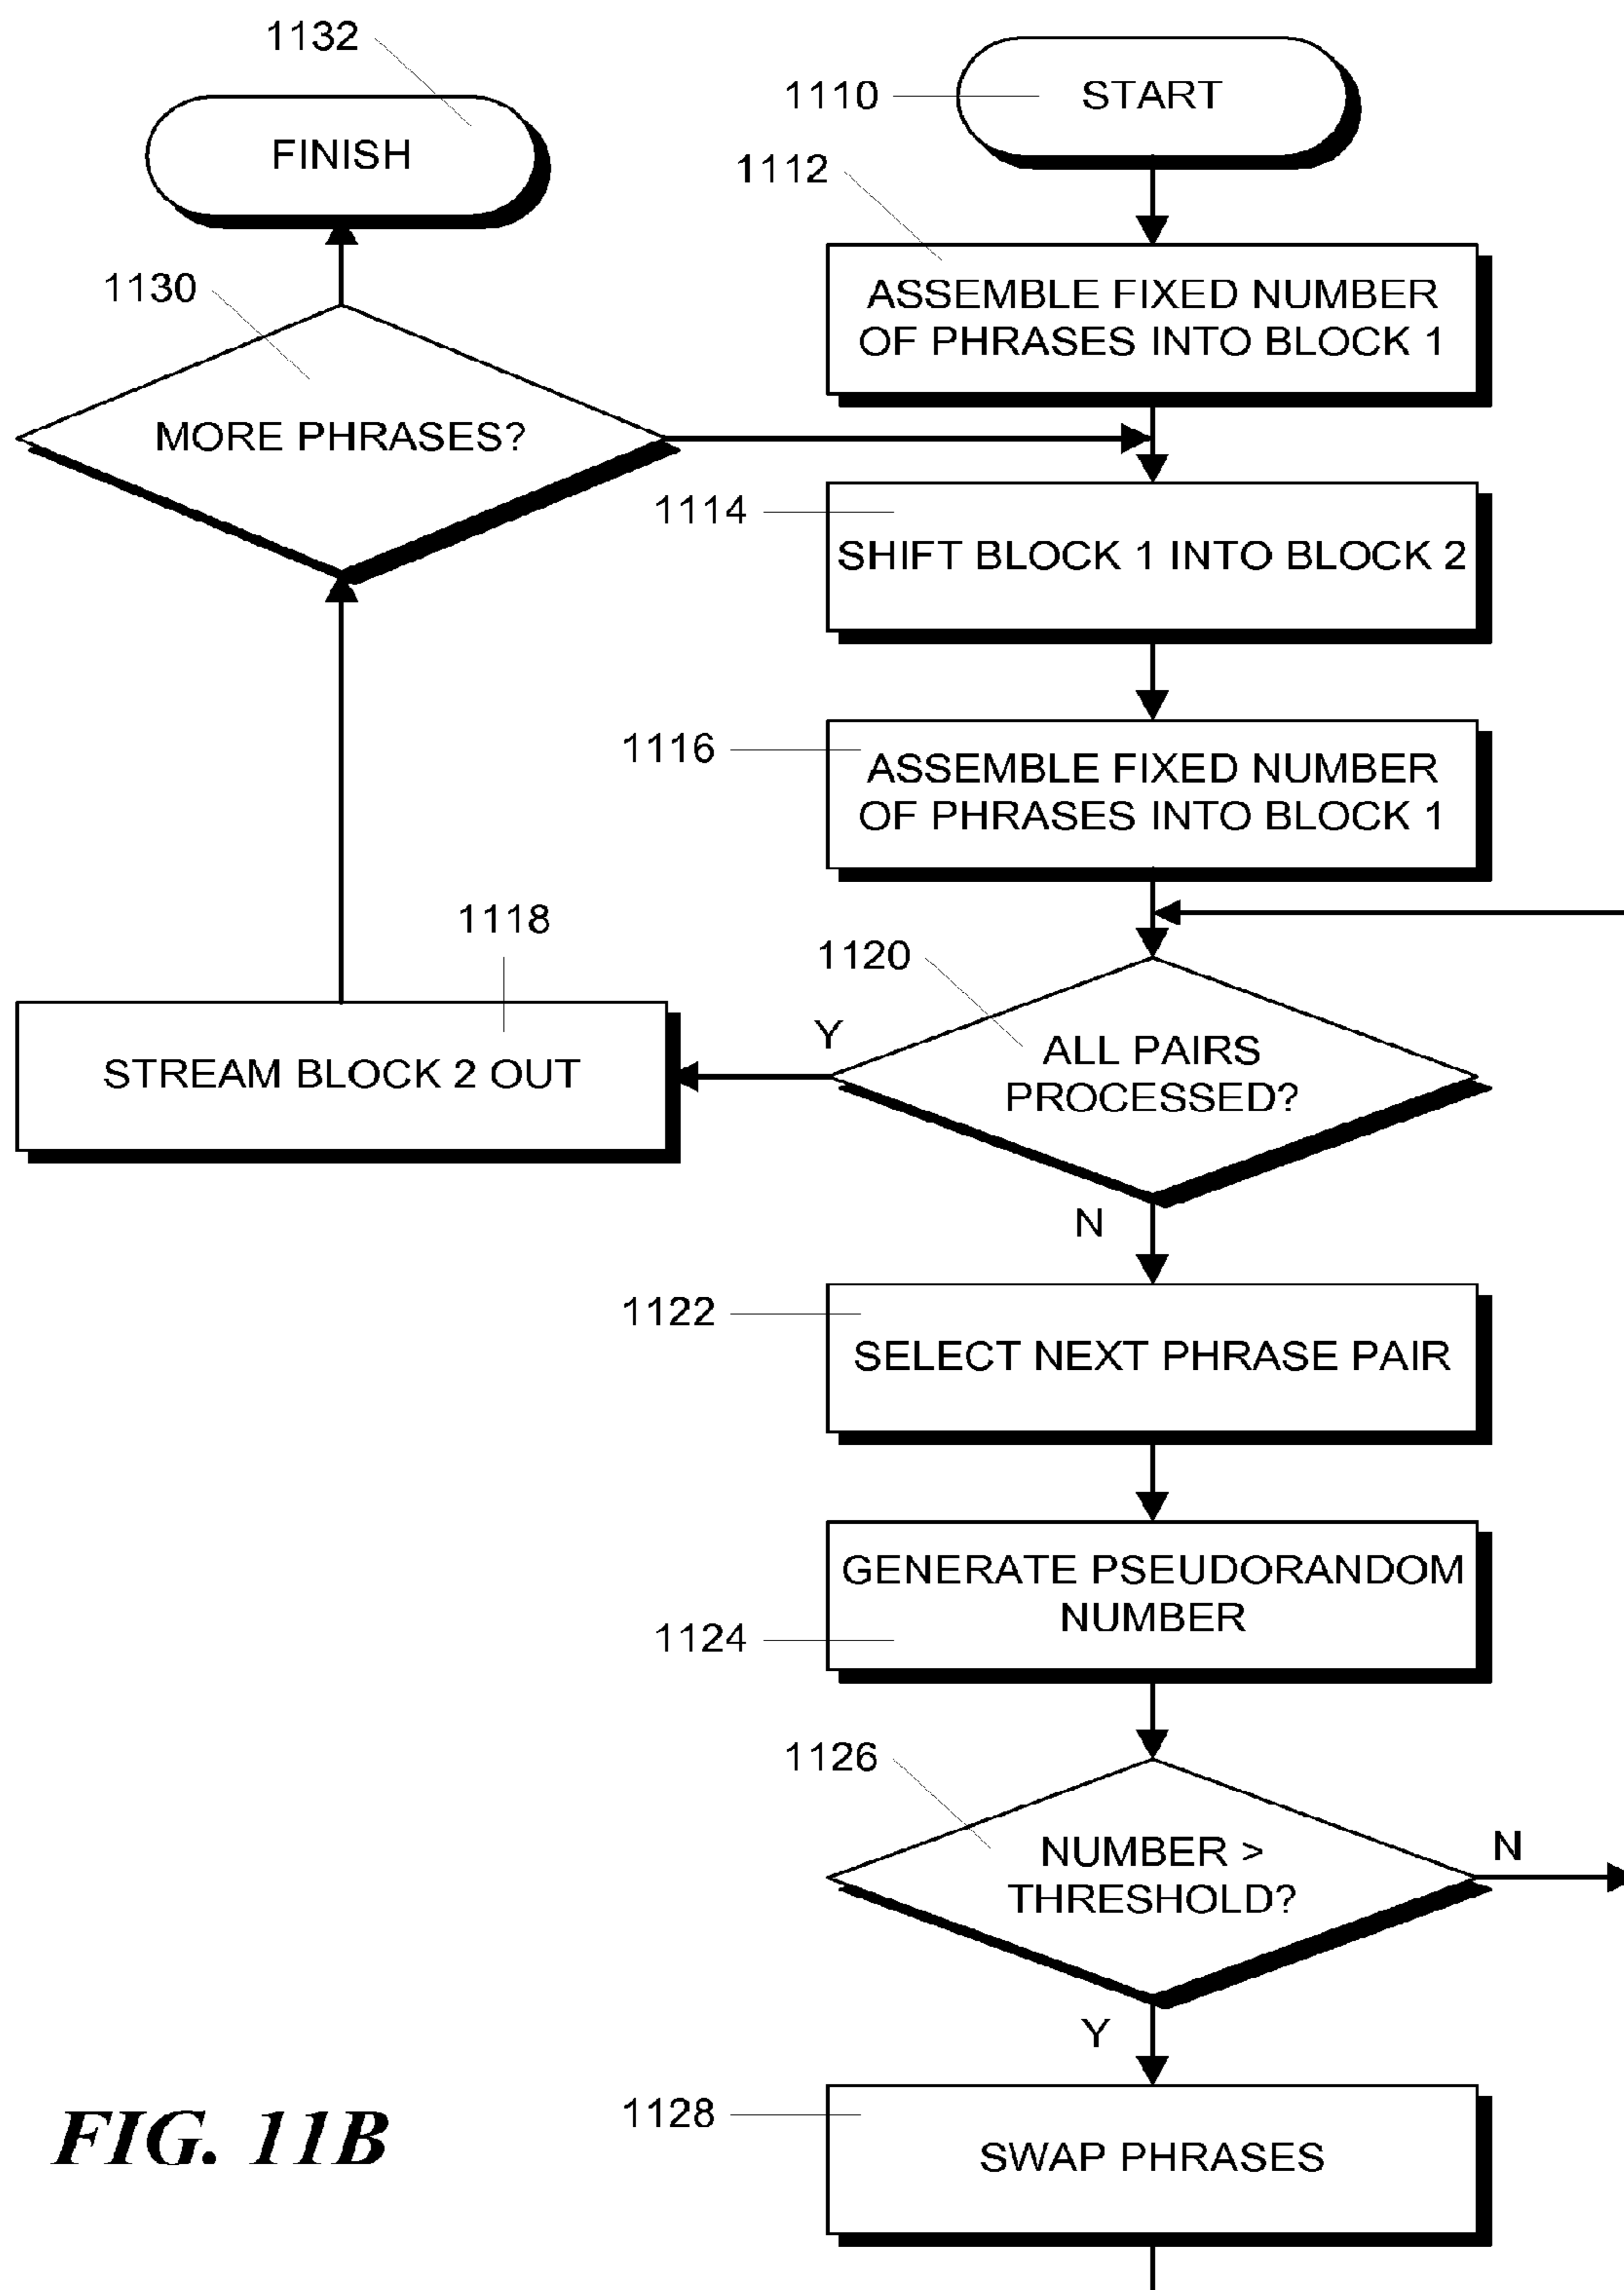 1132
FINISH
1110
START
1112
ASSEMBLE FIXED NUMBER
OF PHRASES INTO BLOCK 1
1130
MORE PHRASES?
1114
SHIFT BLOCK 1 INTO BLOCK 2
1116
ASSEMBLE FIXED NUMBER
OF PHRASES INTO BLOCK 1
1118
STREAM BLOCK 2 OUT
1120
Y
ALL PAIRS
PROCESSED?
N
1122
SELECT NEXT PHRASE PAIR
GENERATE PSEUDORANDOM
NUMBER
1124
1126
NUMBER >
THRESHOLD?
N
Y
1128
SWAP PHRASES
FIG. 11B